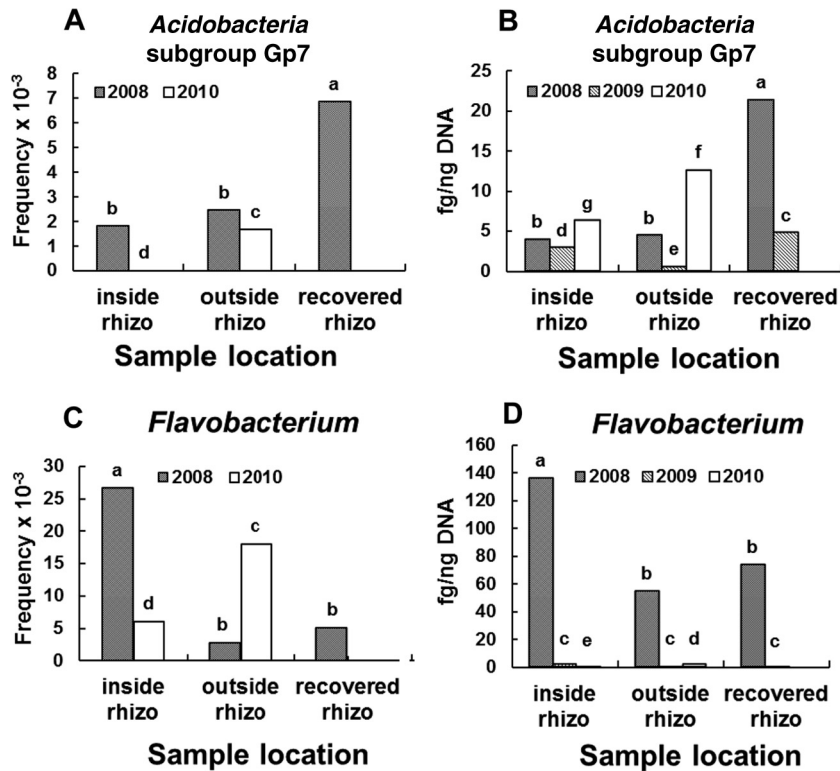 A
Acidobacteria
subgroup Gp7
Frequency x 10-3
8
7
6
5
4
3
2
1
0
2008 2010
b
d
b
c
a
inside
rhizo
outside
rhizo
recovered
rhizo
Sample location
B
Acidobacteria
subgroup Gp7
fg/ng DNA
25
20
15
10
5
0
2008 2009 2010
b
d
g
b
e
f
a
c
inside
rhizo
outside
rhizo
recovered
rhizo
Sample location
C
Flavobacterium
Frequency x 10-3
30
25
20
15
10
5
0
2008 2010
a
d
b
c
b
inside
rhizo
outside
rhizo
recovered
rhizo
Sample location
D
Flavobacterium
fg/ng DNA
160
140
120
100
80
60
40
20
0
2008 2009 2010
a
c
e
b
c
d
b
c
inside
rhizo
outside
rhizo
recovered
rhizo
Sample location